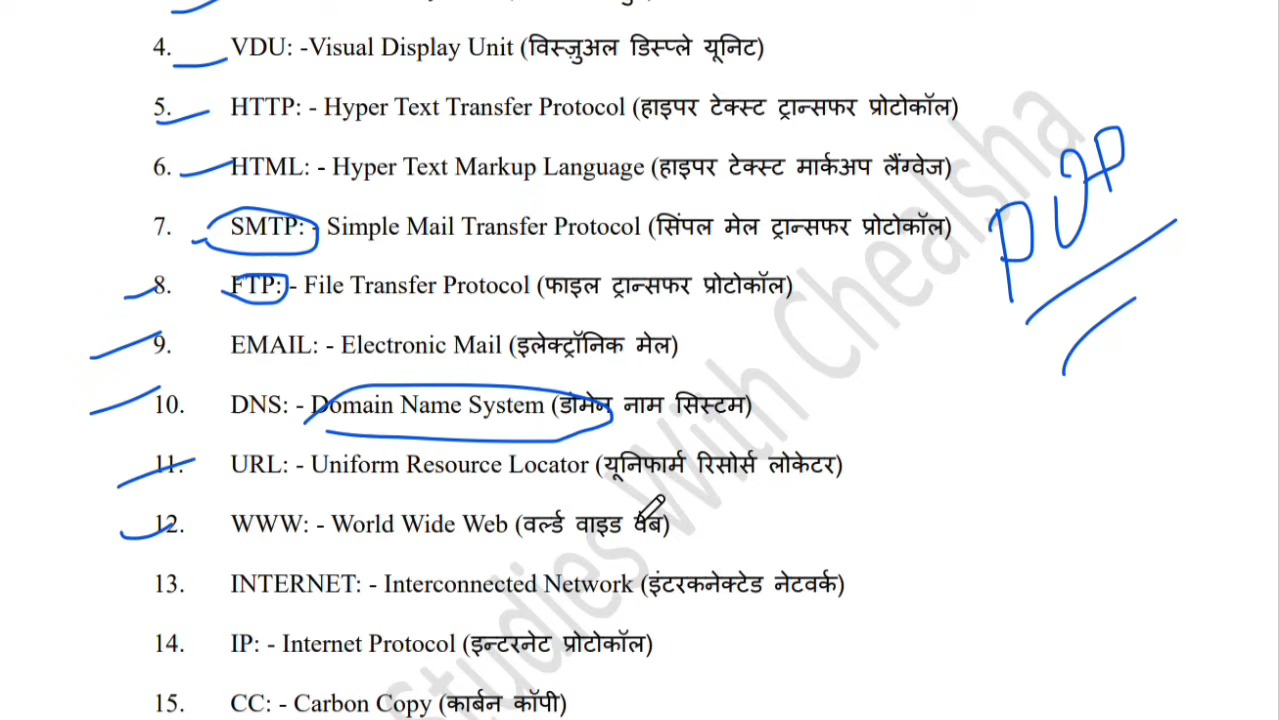 4. VDU: -Visual Display Unit (विस्ज़ुअल डिस्प्ले यूनिट)
5. HTTP: - Hyper Text Transfer Protocol (हाइपर टेक्स्ट ट्रान्सफर प्रोटोकॉल)
6. HTML: - Hyper Text Markup Language (हाइपर टेक्स्ट मार्कअप लैंग्वेज)
7. SMTP: - Simple Mail Transfer Protocol (सिंपल मेल ट्रान्सफर प्रोटोकॉल)
8. FTP: - File Transfer Protocol (फाइल ट्रान्सफर प्रोटोकॉल)
9. EMAIL: - Electronic Mail (इलेक्ट्रॉनिक मेल)
10. DNS: - Domain Name System (डोमेन नाम सिस्टम)
11. URL: - Uniform Resource Locator (यूनिफार्म रिसोर्स लोकेटर)
12. WWW: - World Wide Web (वर्ल्ड वाइड वेब)
13. INTERNET: - Interconnected Network (इंटरकनेक्टेड नेटवर्क)
14. IP: - Internet Protocol (इन्टरनेट प्रोटोकॉल)
15. CC: - Carbon Copy (कार्बन कॉपी)
Studies With Chealsha